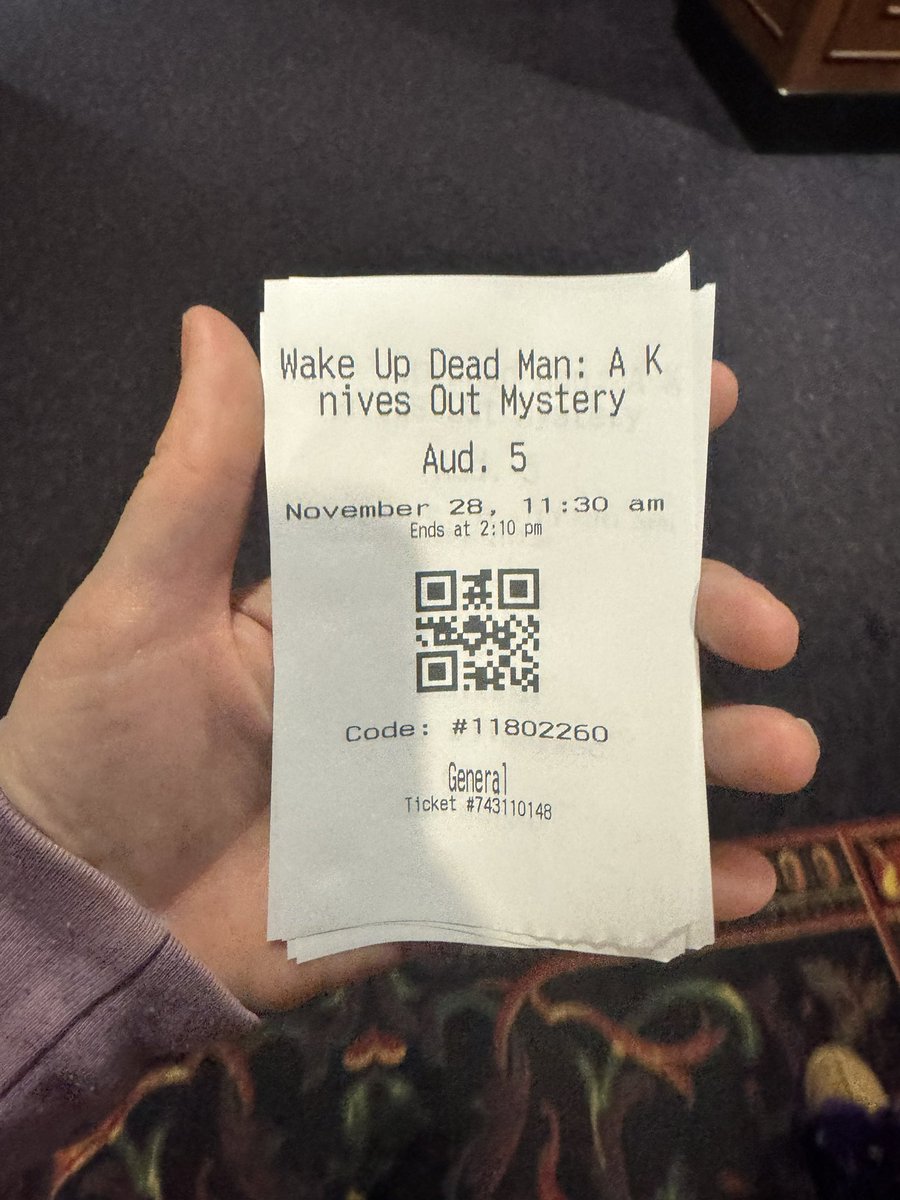 Wake Up Dead Man: A K
nives Out Mystery
Aud. 5
November 28, 11:30 am
Ends at 2:10 pm
Code: #11802260
General
Ticket #743110148